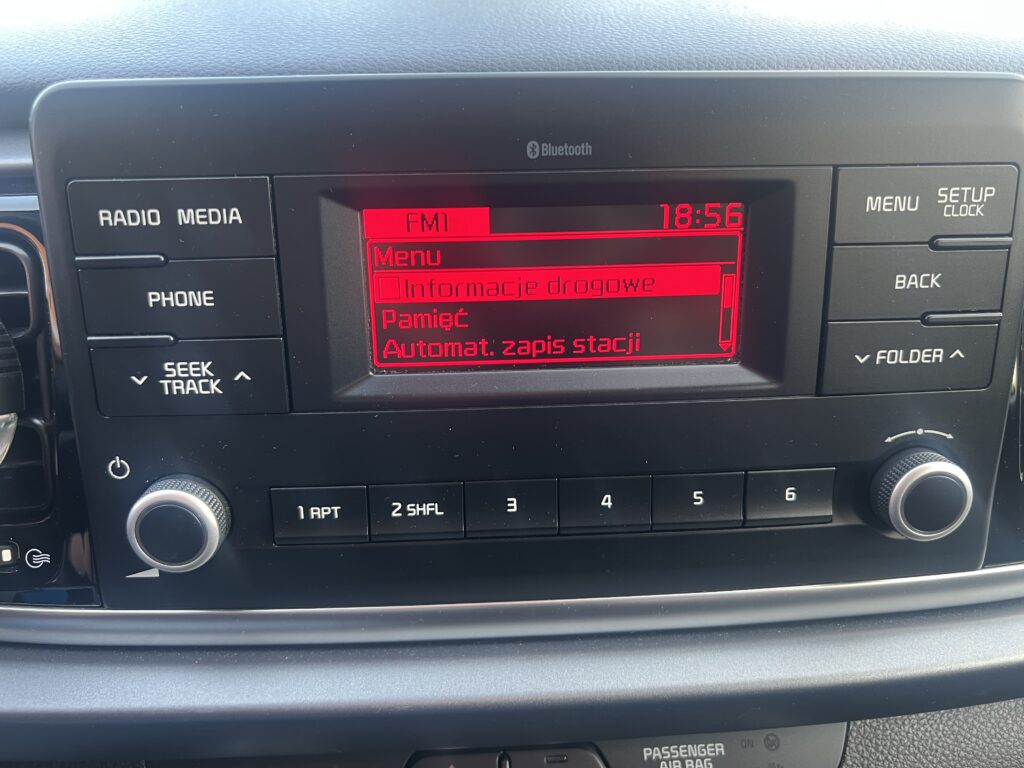 Bluetooth
RADIO MEDIA
FM1 18:56
MENU SETUP
CLOCK
Menu
Informacje drogowe
BACK
PHONE
Pamięć
Automat. zapis stacji
FOLDER
SEEK
TRACK
1 RPT
2 SHFL
3
4
5
6
PASSENGER ON
AIR BAG